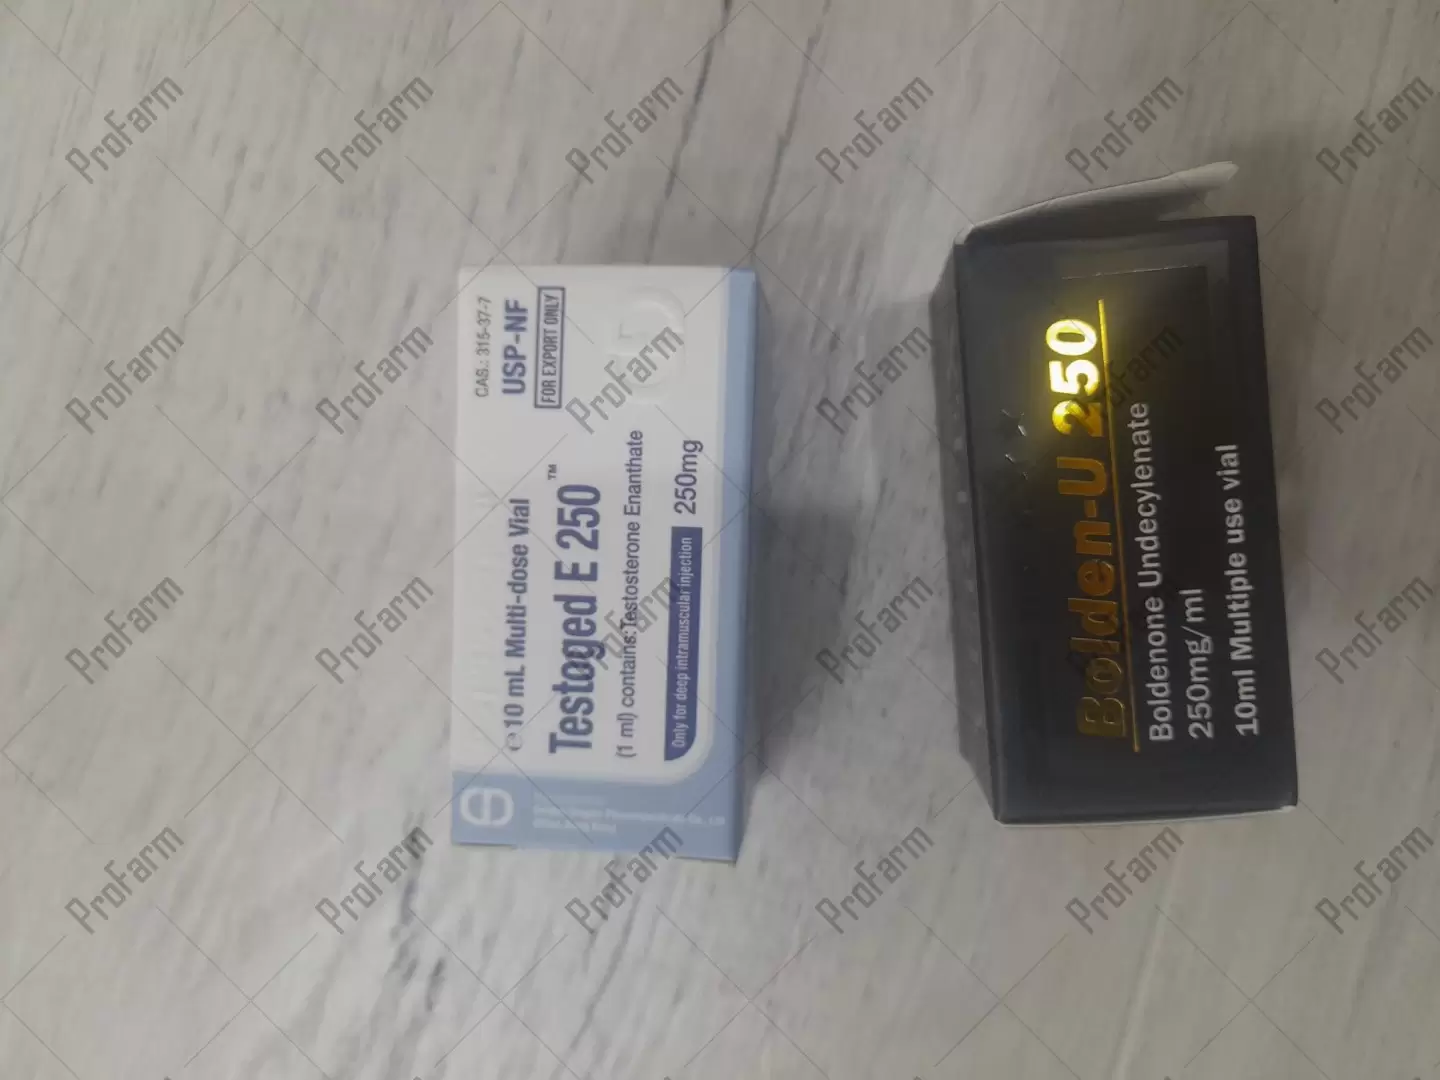 ℮ 10 mL Multi-dose Vial
Testoged E 250™
(1 ml) contains: Testosterone Enanthate
Only for deep intramuscular injection
250mg
CAS.: 315-37-7
USP-NF
FOR EXPORT ONLY
Bolden-U 250
Boldenone Undecylenate
250mg/ml
10ml Multiple use vial
ProFarm